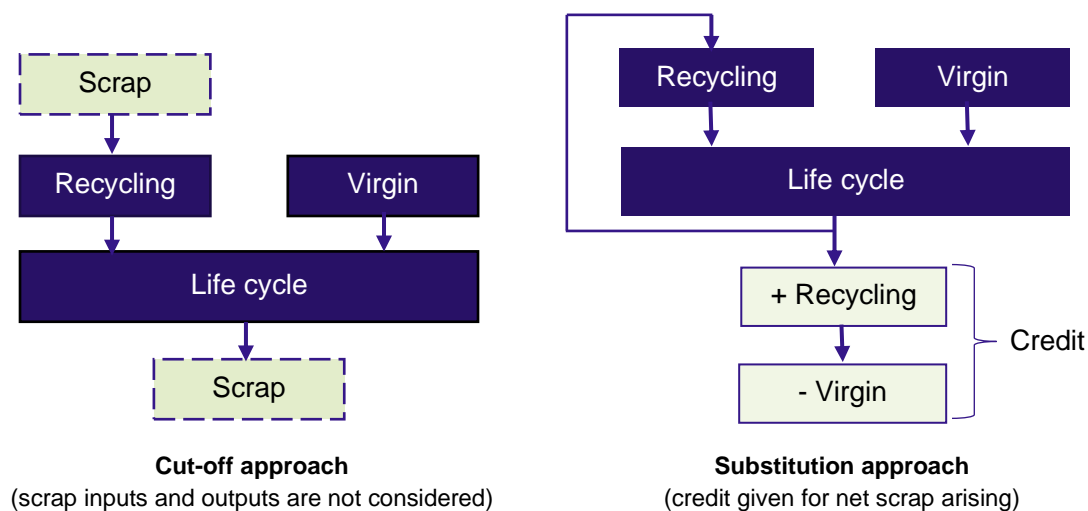 Scrap
Recycling
Virgin
Life cycle
Scrap
Cut-off approach
(scrap inputs and outputs are not considered)
Recycling
Virgin
Life cycle
+ Recycling
- Virgin
Credit
Substitution approach
(credit given for net scrap arising)